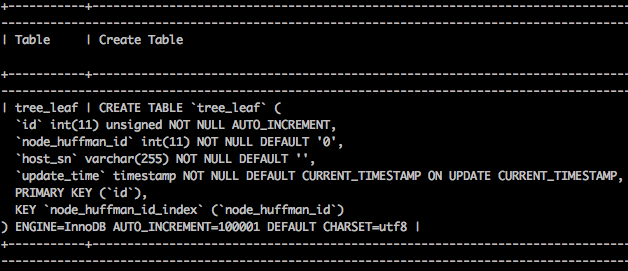 +-----------+--------------------------------------------------------------------------
------------------------------------------------------------------------------------------
| Table     | Create Table
+-----------+--------------------------------------------------------------------------
------------------------------------------------------------------------------------------
| tree_leaf | CREATE TABLE `tree_leaf` (
  `id` int(11) unsigned NOT NULL AUTO_INCREMENT,
  `node_huffman_id` int(11) NOT NULL DEFAULT '0',
  `host_sn` varchar(255) NOT NULL DEFAULT '',
  `update_time` timestamp NOT NULL DEFAULT CURRENT_TIMESTAMP ON UPDATE CURRENT_TIMESTAMP,
  PRIMARY KEY (`id`),
  KEY `node_huffman_id_index` (`node_huffman_id`)
) ENGINE=InnoDB AUTO_INCREMENT=100001 DEFAULT CHARSET=utf8 |
+-----------+--------------------------------------------------------------------------
------------------------------------------------------------------------------------------